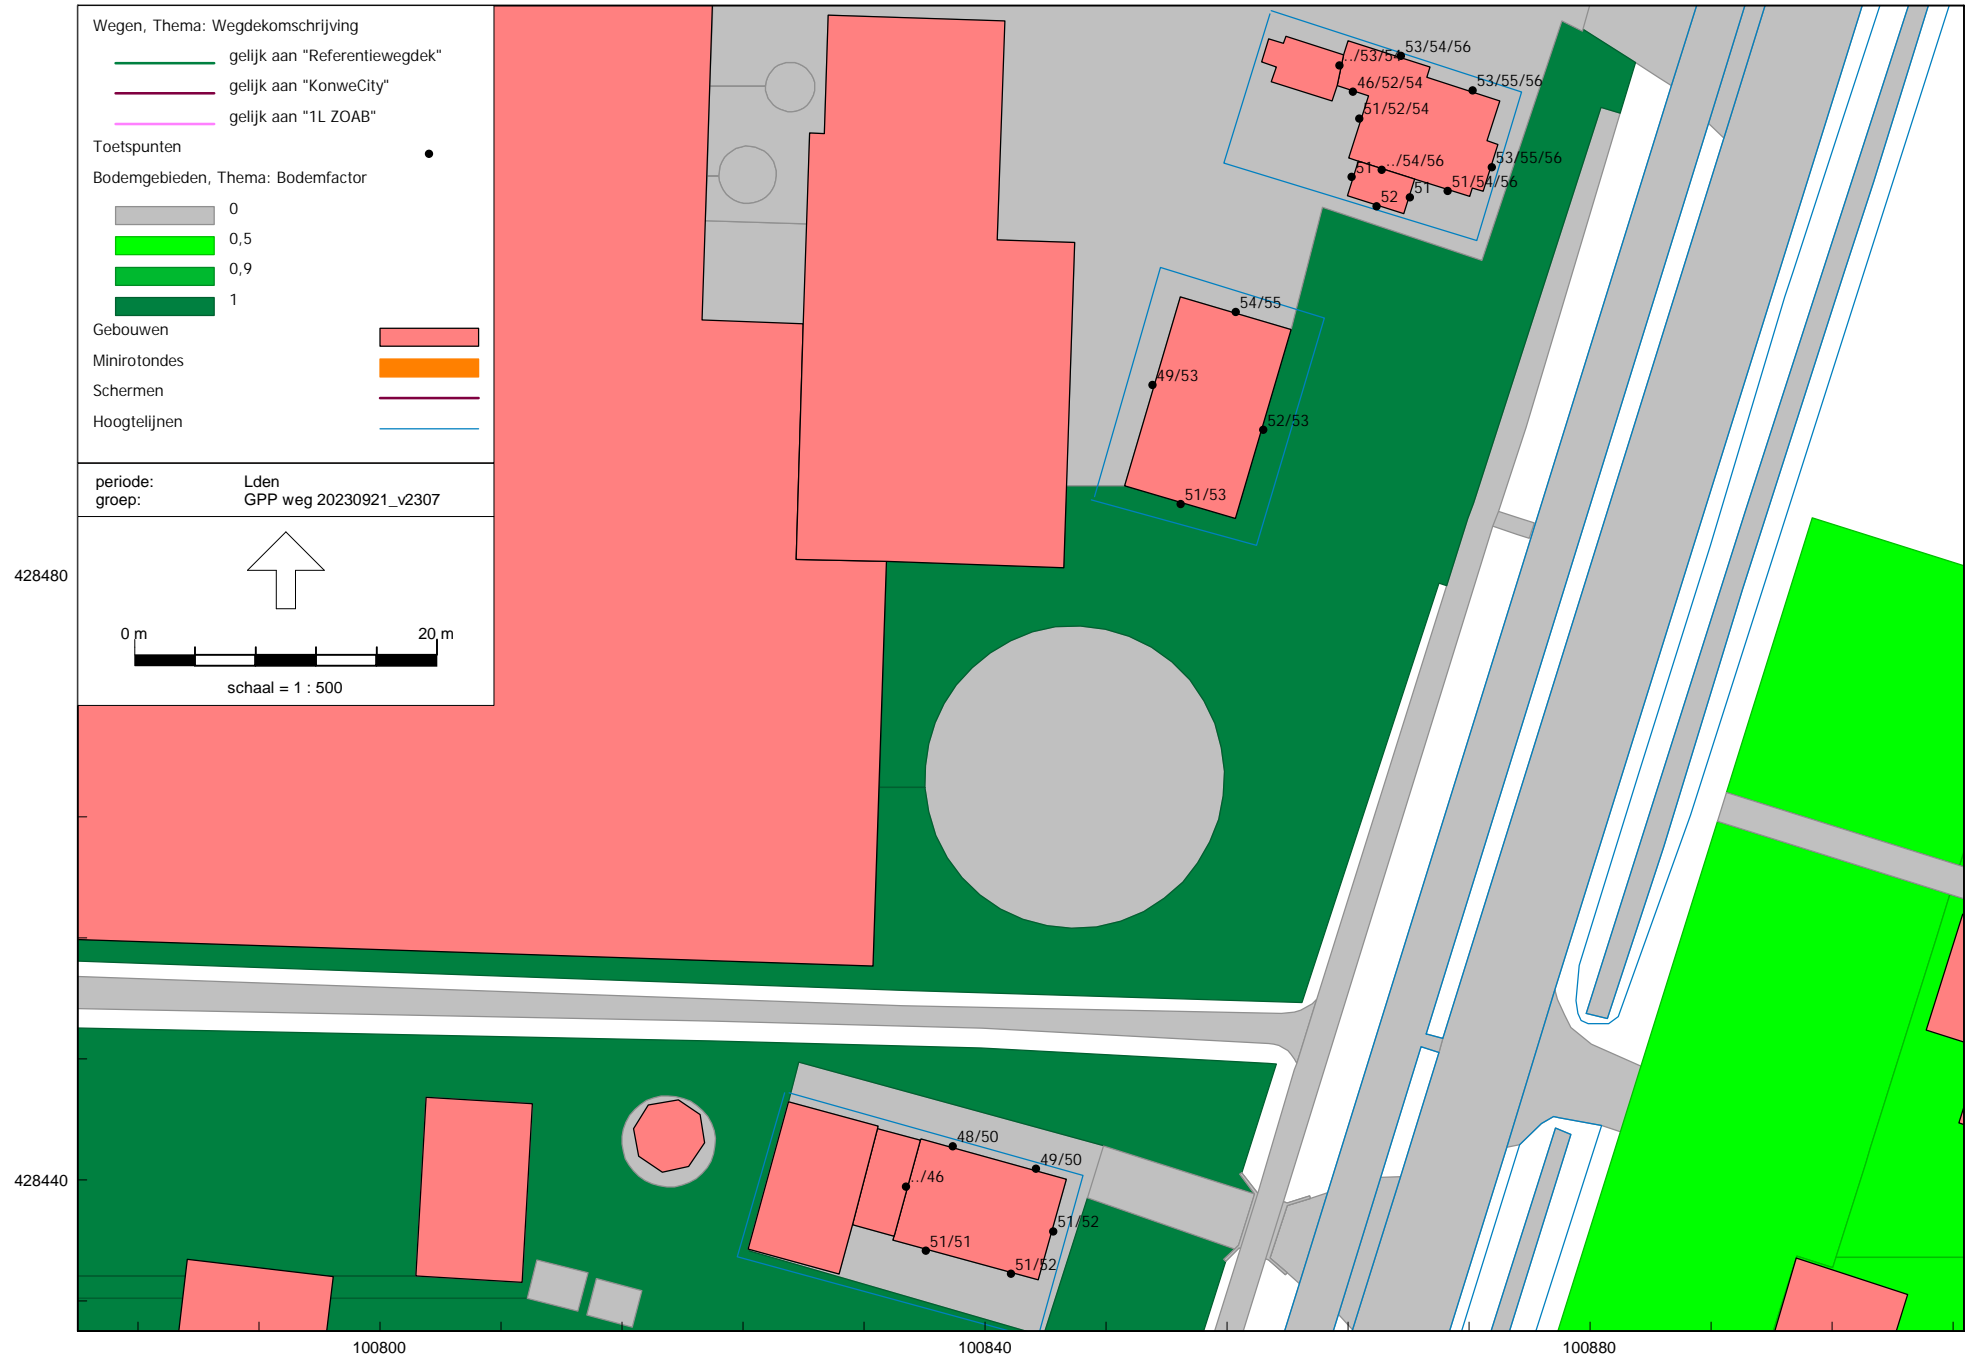 Wegen, Thema: Wegdekomschrijving
gelijk aan "Referentiewegdek"
gelijk aan "KonweCity"
gelijk aan "1L ZOAB"
Toetspunten
Bodemgebieden, Thema: Bodemfactor
0
0,5
0,9
1
Gebouwen
Minirotondes
Schermen
Hoogtelijnen
periode: Lden
groep: GPP weg 20230921_v2307
0 m 20 m
schaal = 1 : 500
53/54/56
../53/54
46/52/54
53/55/56
51/52/54
../54/56
53/55/56
51
51/54/56
52
51
54/55
49/53
52/53
51/53
48/50
49/50
../46
51/52
51/51
51/52
428480
428440
100800
100840
100880